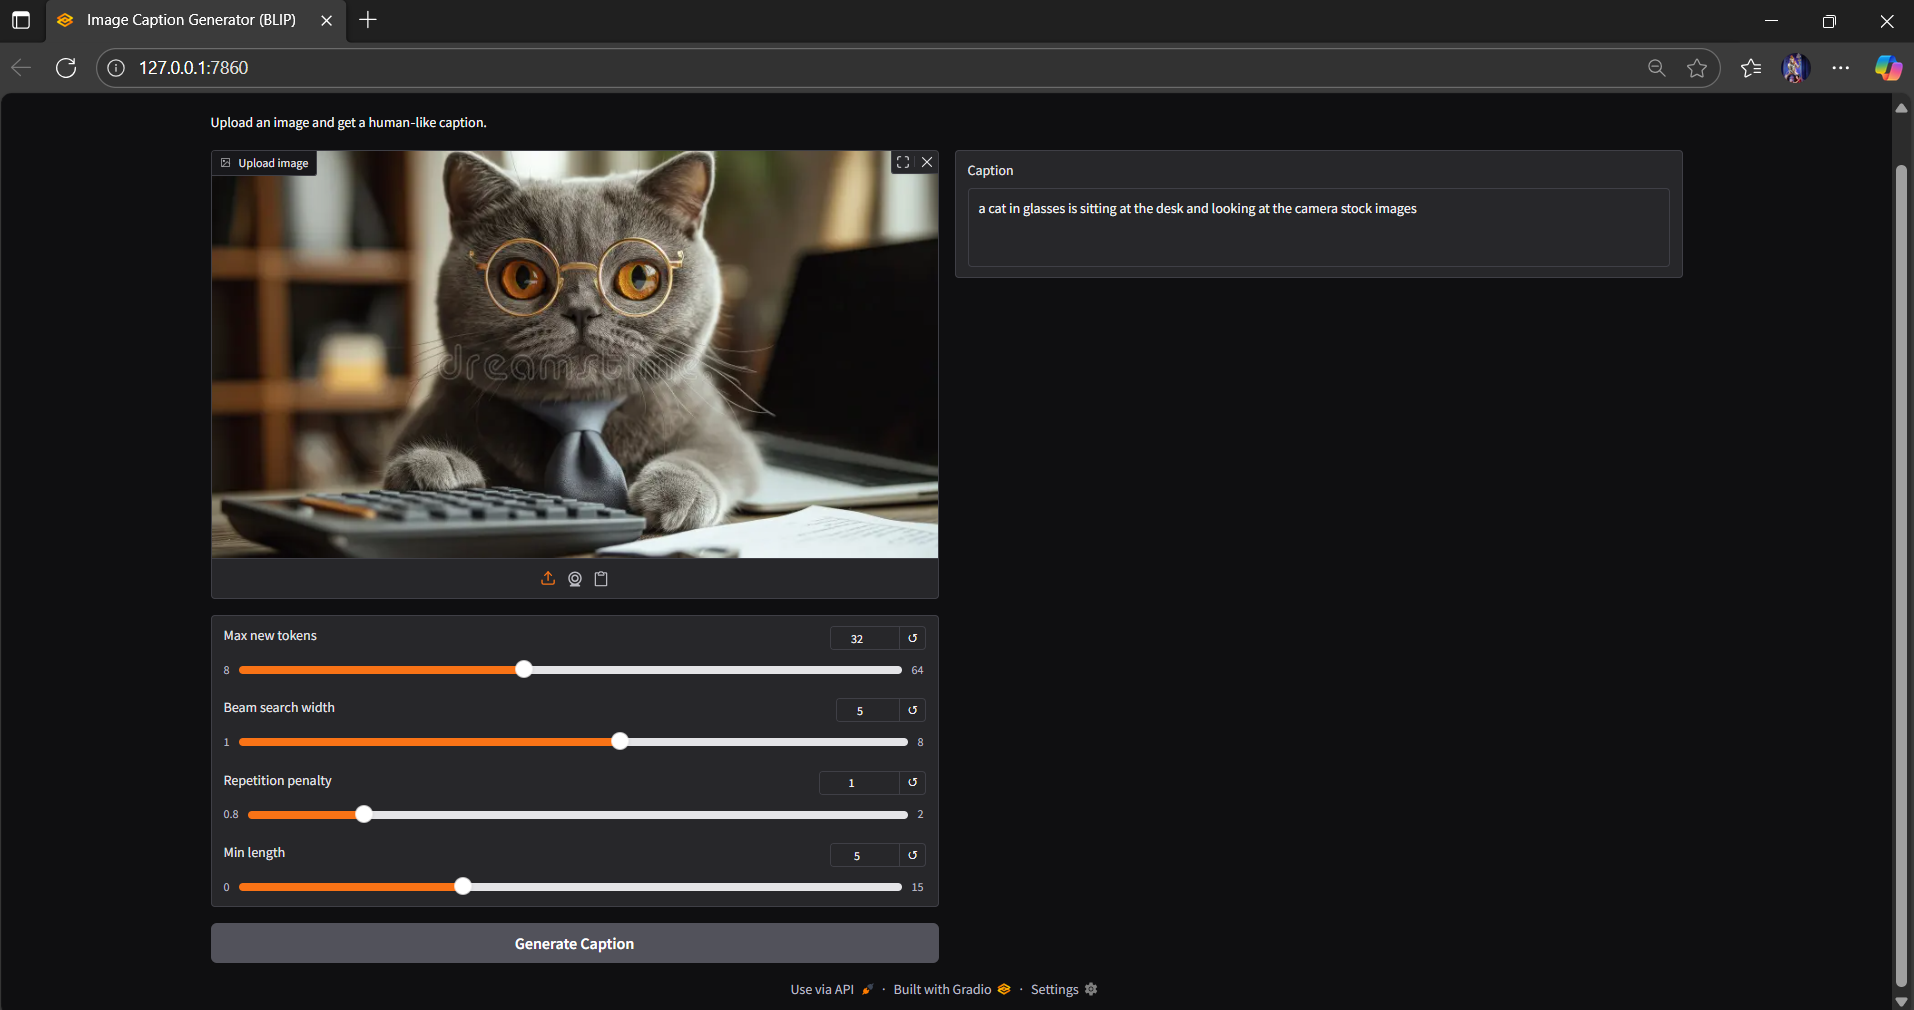 Image Caption Generator (BLIP)
127.0.0.1:7860
Upload an image and get a human-like caption.
Upload image
dreamstime
Caption
a cat in glasses is sitting at the desk and looking at the camera stock images
Max new tokens
32
8
64
Beam search width
5
1
8
Repetition penalty
1
0.8
2
Min length
5
0
15
Generate Caption
Use via API · Built with Gradio · Settings